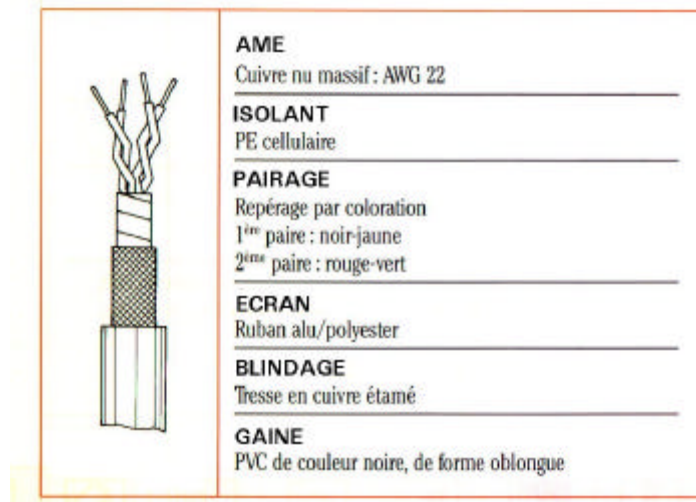 AME
Cuivre nu massif : AWG 22
ISOLANT
PE cellulaire
PAIRAGE
Repérage par coloration
1ère paire : noir-jaune
2ème paire : rouge-vert
ECRAN
Ruban alu/polyester
BLINDAGE
Tresse en cuivre étamé
GAINE
PVC de couleur noire, de forme oblongue